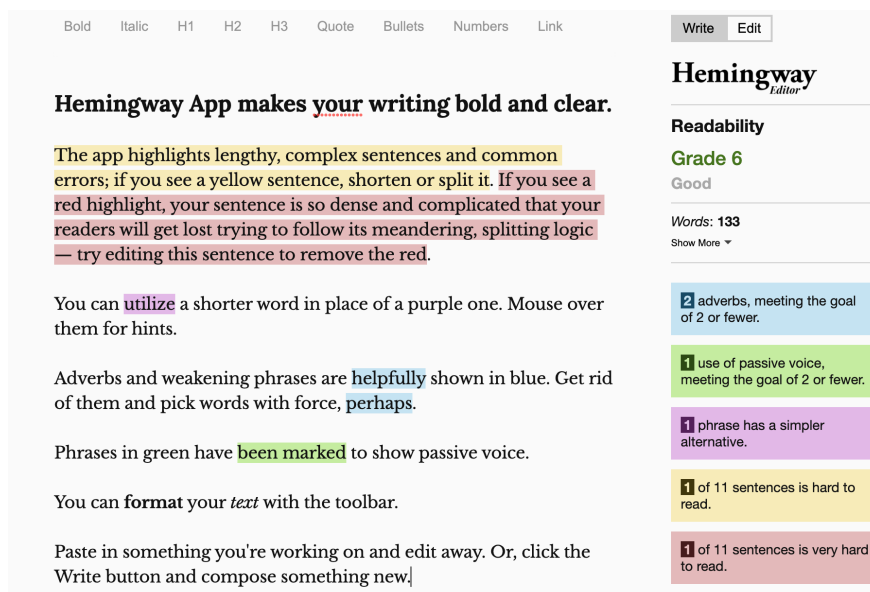 Bold Italic H1 H2 H3 Quote Bullets Numbers Link
Write Edit
Hemingway
Editor
Hemingway App makes your writing bold and clear.
The app highlights lengthy, complex sentences and common
errors; if you see a yellow sentence, shorten or split it. If you see a
red highlight, your sentence is so dense and complicated that your
readers will get lost trying to follow its meandering, splitting logic
— try editing this sentence to remove the red.
You can utilize a shorter word in place of a purple one. Mouse over
them for hints.
Adverbs and weakening phrases are helpfully shown in blue. Get rid
of them and pick words with force, perhaps.
Phrases in green have been marked to show passive voice.
You can format your text with the toolbar.
Paste in something you're working on and edit away. Or, click the
Write button and compose something new.
Readability
Grade 6
Good
Words: 133
Show More
2 adverbs, meeting the goal
of 2 or fewer.
1 use of passive voice,
meeting the goal of 2 or fewer.
1 phrase has a simpler
alternative.
1 of 11 sentences is hard to
read.
1 of 11 sentences is very hard
to read.